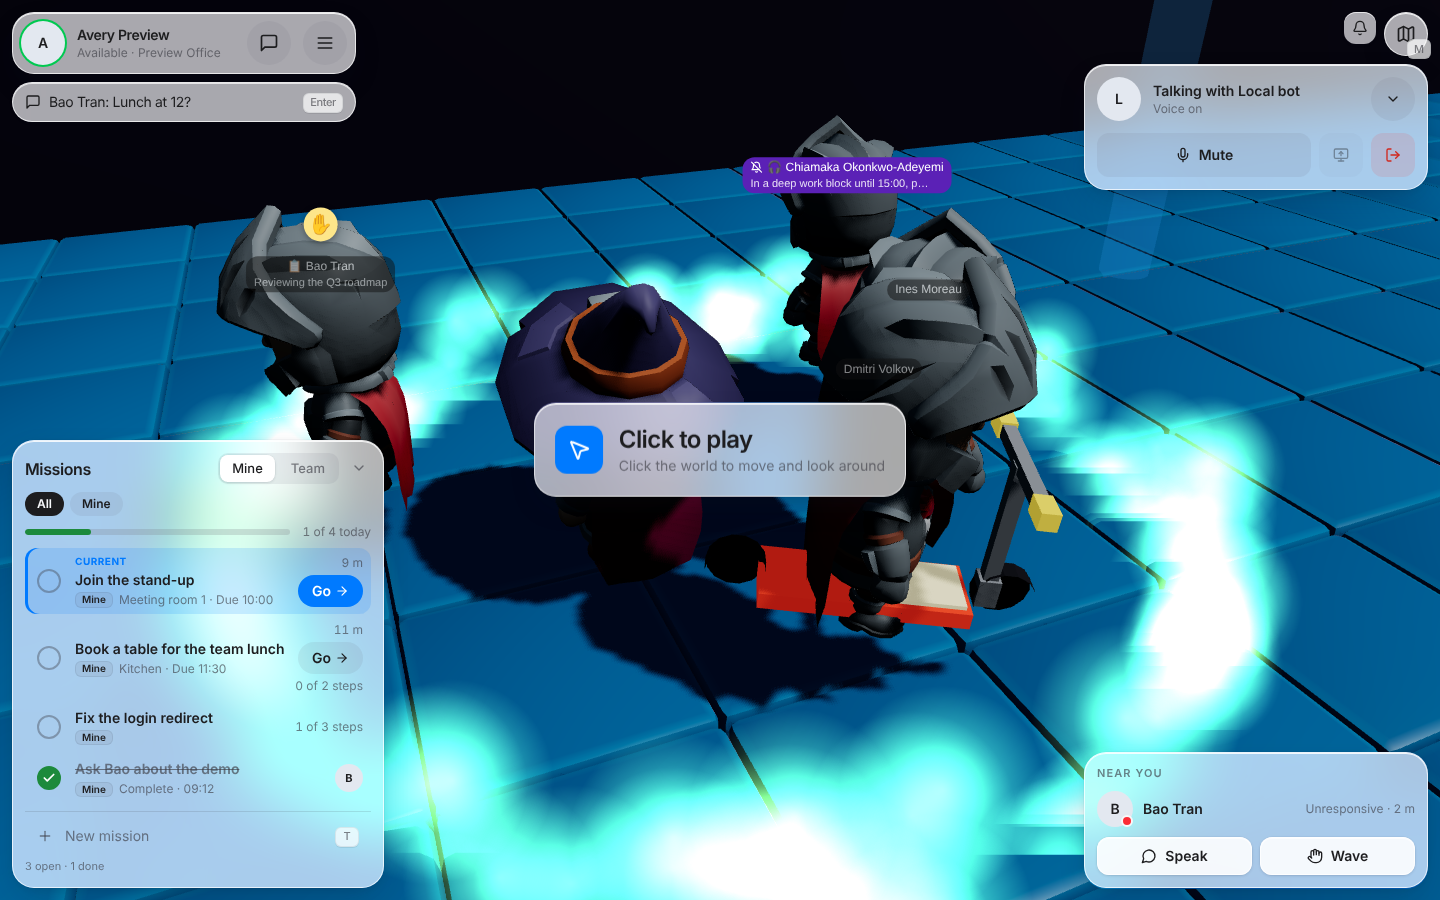 A
Avery Preview
Available · Preview Office
Bao Tran: Lunch at 12?
Enter
M
L
Talking with Local bot
Voice on
Mute
Chiamaka Okonkwo-Adeyemi
In a deep work block until 15:00, p…
Bao Tran
Reviewing the Q3 roadmap
Ines Moreau
Dmitri Volkov
Click to play
Click the world to move and look around
Missions
Mine
Team
All
Mine
1 of 4 today
CURRENT
9 m
Join the stand-up
Go →
Mine
Meeting room 1 · Due 10:00
11 m
Book a table for the team lunch
Go →
Mine
Kitchen · Due 11:30
0 of 2 steps
Fix the login redirect
1 of 3 steps
Mine
Ask Bao about the demo
B
Mine
Complete · 09:12
+ New mission
T
3 open · 1 done
NEAR YOU
B
Bao Tran
Unresponsive · 2 m
Speak
Wave